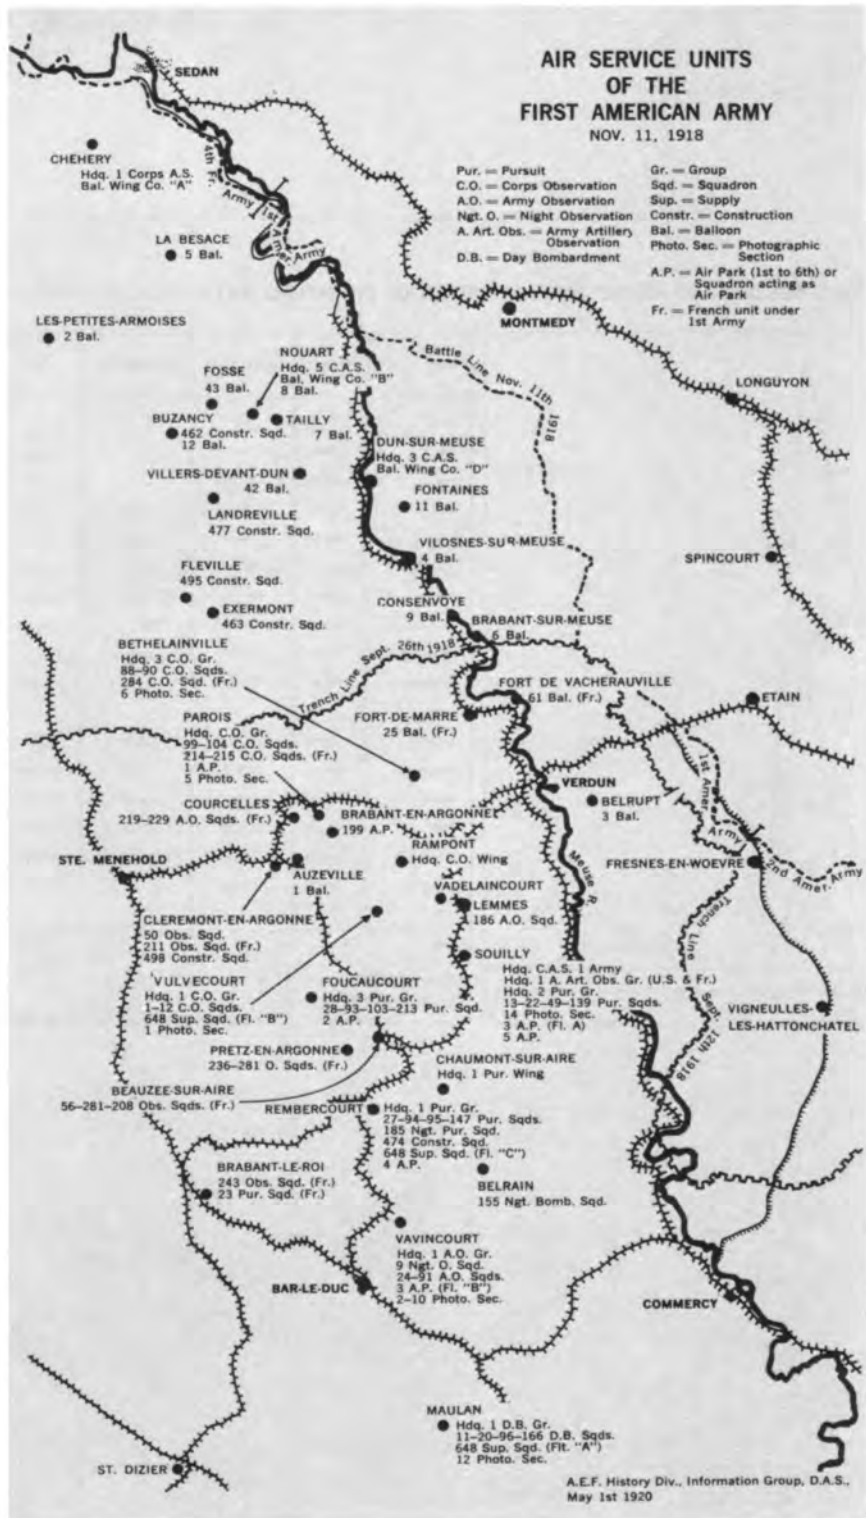 AIR SERVICE UNITS
OF THE
FIRST AMERICAN ARMY
NOV. 11, 1918
Pur. = Pursuit
C.O. = Corps Observation
A.O. = Army Observation
Ngt. O. = Night Observation
A. Art. Obs. = Army Artillery
Observation
D.B. = Day Bombardment
Gr. = Group
Sqd. = Squadron
Sup. = Supply
Constr. = Construction
Bal. = Balloon
Photo. Sec. = Photographic
Section
A.P. = Air Park (1st to 6th) or
Squadron acting as
Air Park
Fr. = French unit under
1st Army
SEDAN
CHEHERY
Hdq. 1 Corps A.S.
Bal. Wing Co. "A"
4th Fr. Army
1st Amer. Army
LA BESACE
5 Bal.
LES-PETITES-ARMOISES
2 Bal.
MONTMEDY
LONGUYON
Battle Line Nov. 11th 1918
NOUART
Hdq. 5 C.A.S.
Bal. Wing Co. "B"
8 Bal.
FOSSE
43 Bal.
BUZANCY
462 Constr. Sqd.
12 Bal.
TAILLY
7 Bal.
DUN-SUR-MEUSE
Hdq. 3 C.A.S.
Bal. Wing Co. "D"
VILLERS-DEVANT-DUN
42 Bal.
FONTAINES
11 Bal.
LANDREVILLE
477 Constr. Sqd.
VILOSNES-SUR-MEUSE
4 Bal.
SPINCOURT
FLEVILLE
495 Constr. Sqd.
EXERMONT
463 Constr. Sqd.
CONSENVOYE
9 Bal.
BRABANT-SUR-MEUSE
6 Bal.
BETHELAINVILLE
Hdq. 3 C.O. Gr.
88-90 C.O. Sqds.
284 C.O. Sqd. (Fr.)
6 Photo. Sec.
Trench Line Sept. 26th 1918
FORT DE VACHERAUVILLE
61 Bal. (Fr.)
ETAIN
PAROIS
Hdq. C.O. Gr.
99-104 C.O. Sqds.
214-215 C.O. Sqds. (Fr.)
1 A.P.
5 Photo. Sec.
FORT-DE-MARRE
25 Bal. (Fr.)
VERDUN
1st Amer. Army
2nd Amer. Army
COURCELLES
219-229 A.O. Sqds. (Fr.)
BRABANT-EN-ARGONNE
199 A.P.
BELRUPT
3 Bal.
STE. MENEHOLD
RAMPONT
Hdq. C.O. Wing
Meuse R.
FRESNES-EN-WOEVRE
AUZEVILLE
1 Bal.
VADELAINCOURT
LEMMES
186 A.O. Sqd.
CLEREMONT-EN-ARGONNE
50 Obs. Sqd.
211 Obs. Sqd. (Fr.)
498 Constr. Sqd.
Trench Line Sept. 12th 1918
SOUILLY
Hdq. C.A.S. 1 Army
Hdq. 1 A. Art. Obs. Gr. (U.S. & Fr.)
Hdq. 2 Pur. Gr.
13-22-49-139 Pur. Sqds.
14 Photo. Sec.
3 A.P. (Fl. A)
5 A.P.
VULVECOURT
Hdq. 1 C.O. Gr.
1-12 C.O. Sqds.
648 Sup. Sqd. (Fl. "B")
1 Photo. Sec.
FOUCAUCOURT
Hdq. 3 Pur. Gr.
28-93-103-213 Pur. Sqd.
2 A.P.
VIGNEULLES-
LES-HATTONCHATEL
PRETZ-EN-ARGONNE
236-281 O. Sqds. (Fr.)
CHAUMONT-SUR-AIRE
Hdq. 1 Pur. Wing
BEAUZEE-SUR-AIRE
56-281-208 Obs. Sqds. (Fr.)
REMBERCOURT
Hdq. 1 Pur. Gr.
27-94-95-147 Pur. Sqds.
185 Ngt. Pur. Sqd.
474 Constr. Sqd.
648 Sup. Sqd. (Fl. "C")
4 A.P.
BRABANT-LE-ROI
243 Obs. Sqd. (Fr.)
23 Pur. Sqd. (Fr.)
BELRAIN
155 Ngt. Bomb. Sqd.
VAVINCOURT
Hdq. 1 A.O. Gr.
9 Ngt. O. Sqd.
24-91 A.O. Sqds.
3 A.P. (Fl. "B")
2-10 Photo. Sec.
BAR-LE-DUC
COMMERCY
MAULAN
Hdq. 1 D.B. Gr.
11-20-96-166 D.B. Sqds.
648 Sup. Sqd. (Flt. "A")
12 Photo. Sec.
ST. DIZIER
A.E.F. History Div., Information Group, D.A.S.,
May 1st 1920